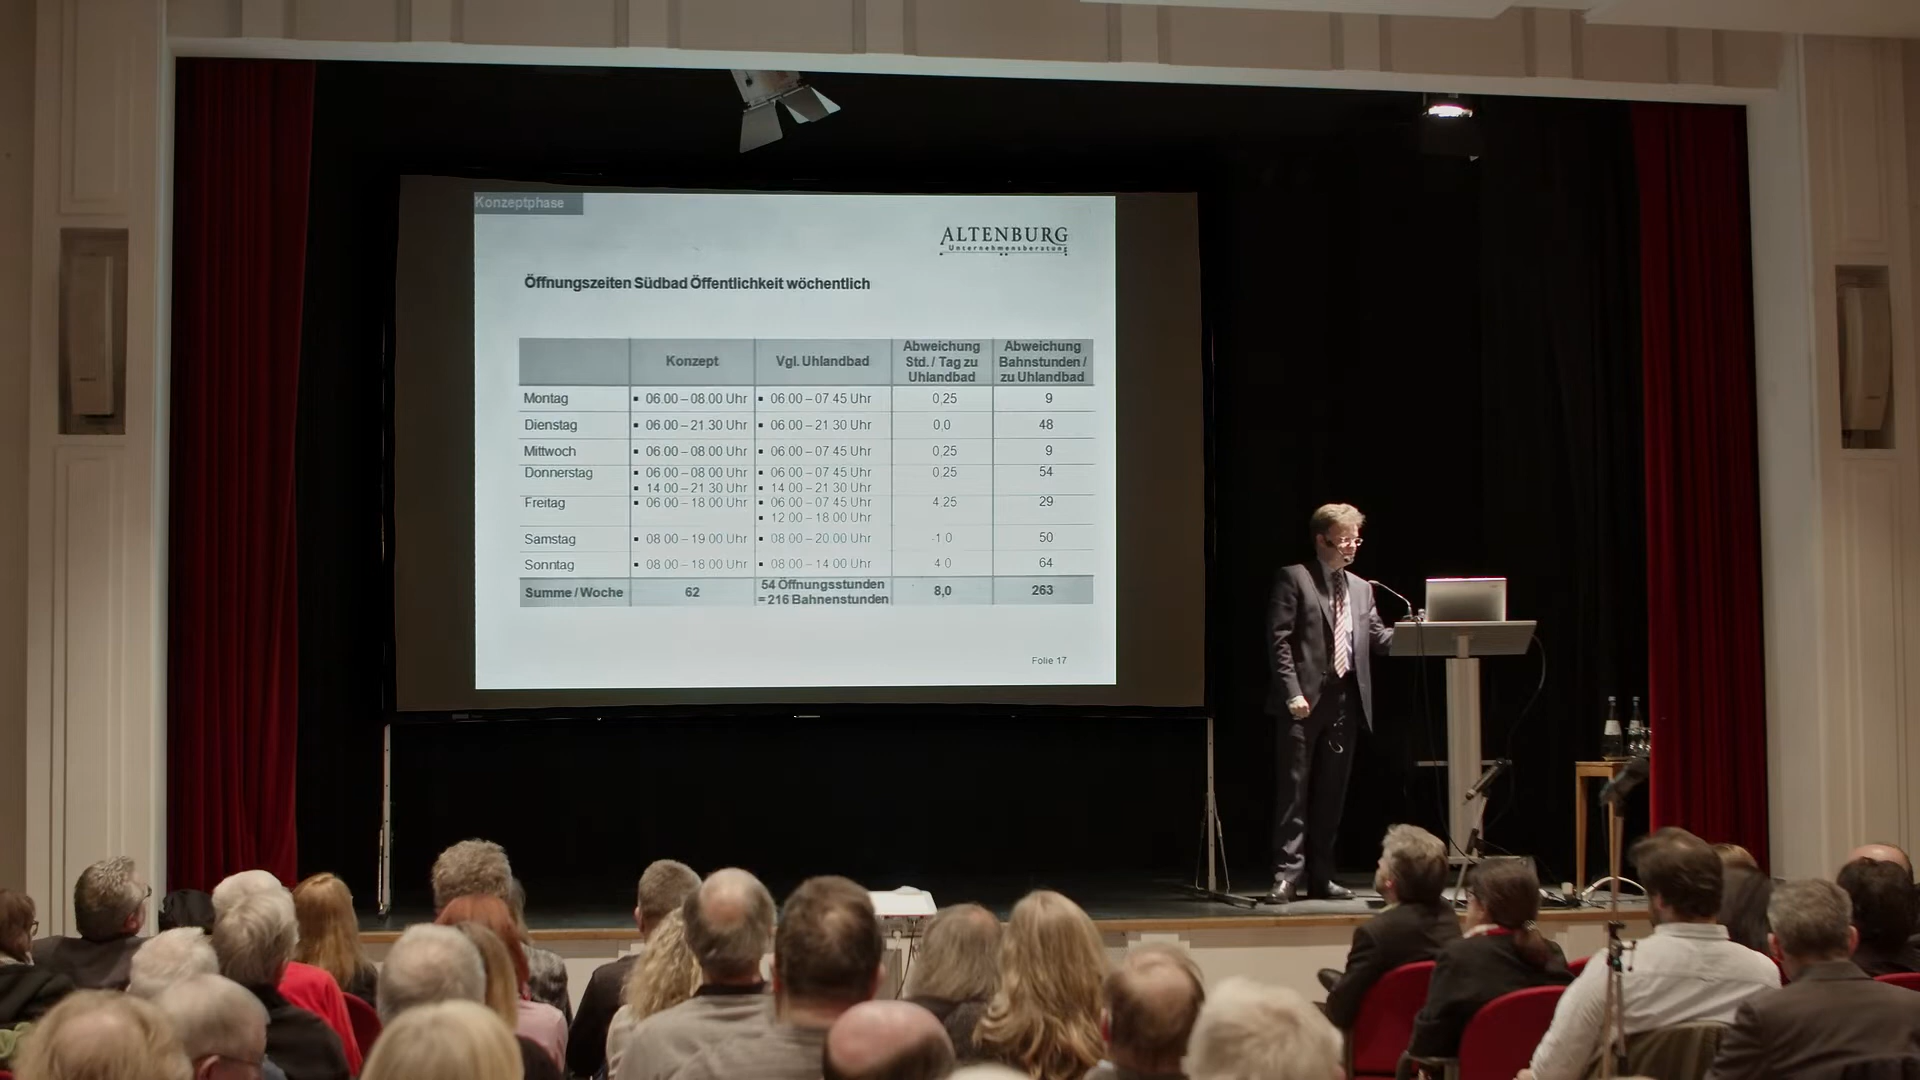 Konzeptphase
ALTENBURG
Unternehmensberatung
Öffnungszeiten Südbad Öffentlichkeit wöchentlich
Konzept Vgl. Uhlandbad Abweichung Std. / Tag zu Uhlandbad Abweichung Bahnstunden / zu Uhlandbad
Montag ▪ 06.00 – 08.00 Uhr ▪ 06.00 – 07.45 Uhr 0,25 9
Dienstag ▪ 06.00 – 21.30 Uhr ▪ 06.00 – 21.30 Uhr 0,0 48
Mittwoch ▪ 06.00 – 08.00 Uhr ▪ 06.00 – 07.45 Uhr 0,25 9
Donnerstag ▪ 06.00 – 08.00 Uhr ▪ 06.00 – 07.45 Uhr 0,25 54
▪ 14.00 – 21.30 Uhr ▪ 14.00 – 21.30 Uhr
Freitag ▪ 06.00 – 18.00 Uhr ▪ 06.00 – 07.45 Uhr 4,25 29
▪ 12.00 – 18.00 Uhr
Samstag ▪ 08.00 – 19.00 Uhr ▪ 08.00 – 20.00 Uhr -1,0 50
Sonntag ▪ 08.00 – 18.00 Uhr ▪ 08.00 – 14.00 Uhr 4,0 64
Summe / Woche 62 54 Öffnungsstunden = 216 Bahnenstunden 8,0 263
Folie 17